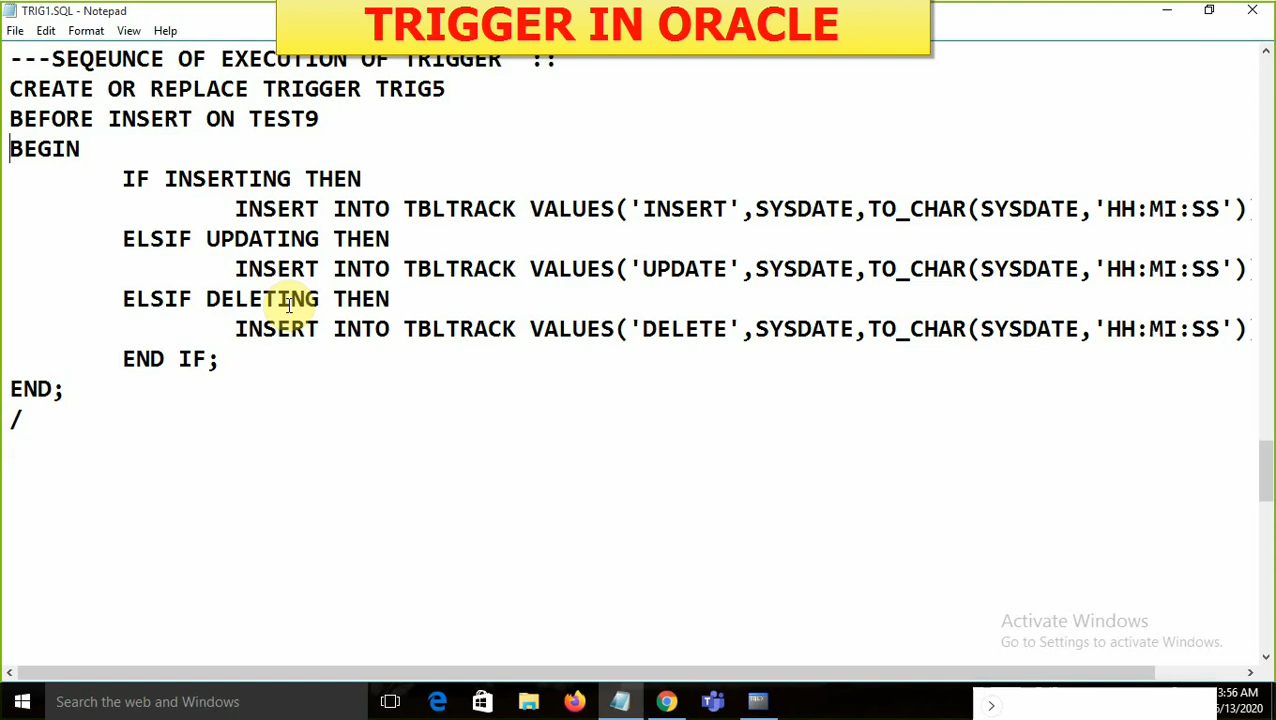 TRIG1.SQL - Notepad
TRIGGER IN ORACLE
File Edit Format View Help
---SEQEUNCE OF EXECUTION OF TRIGGER ::
CREATE OR REPLACE TRIGGER TRIG5
BEFORE INSERT ON TEST9
BEGIN
IF INSERTING THEN
INSERT INTO TBLTRACK VALUES('INSERT',SYSDATE,TO_CHAR(SYSDATE,'HH:MI:SS')
ELSIF UPDATING THEN
INSERT INTO TBLTRACK VALUES('UPDATE',SYSDATE,TO_CHAR(SYSDATE,'HH:MI:SS')
ELSIF DELETING THEN
INSERT INTO TBLTRACK VALUES('DELETE',SYSDATE,TO_CHAR(SYSDATE,'HH:MI:SS')
END IF;
END;
/
Activate Windows
Go to Settings to activate Windows.
Search the web and Windows
3:56 AM
/13/2020